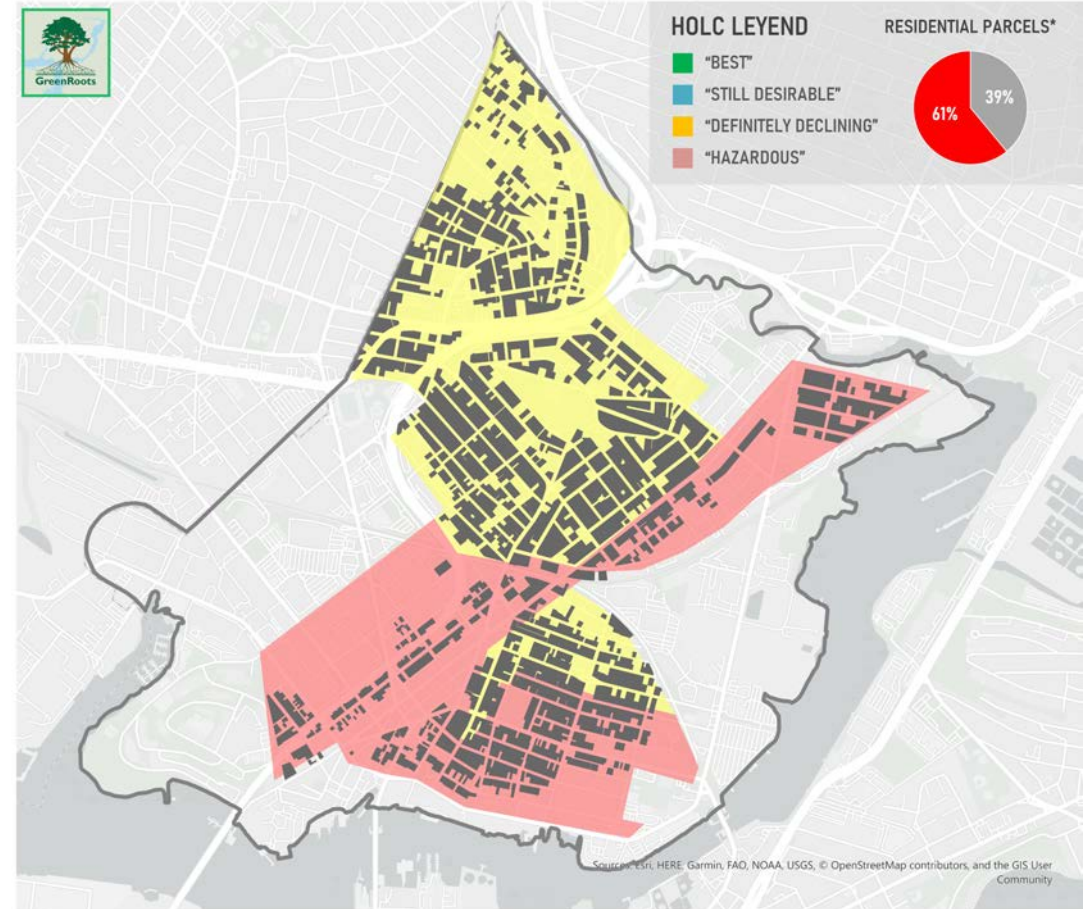 GreenRoots
HOLC LEYEND
"BEST"
"STILL DESIRABLE"
"DEFINITELY DECLINING"
"HAZARDOUS"
RESIDENTIAL PARCELS*
61%
39%
Sources: Esri, HERE, Garmin, FAO, NOAA, USGS, © OpenStreetMap contributors, and the GIS User
Community